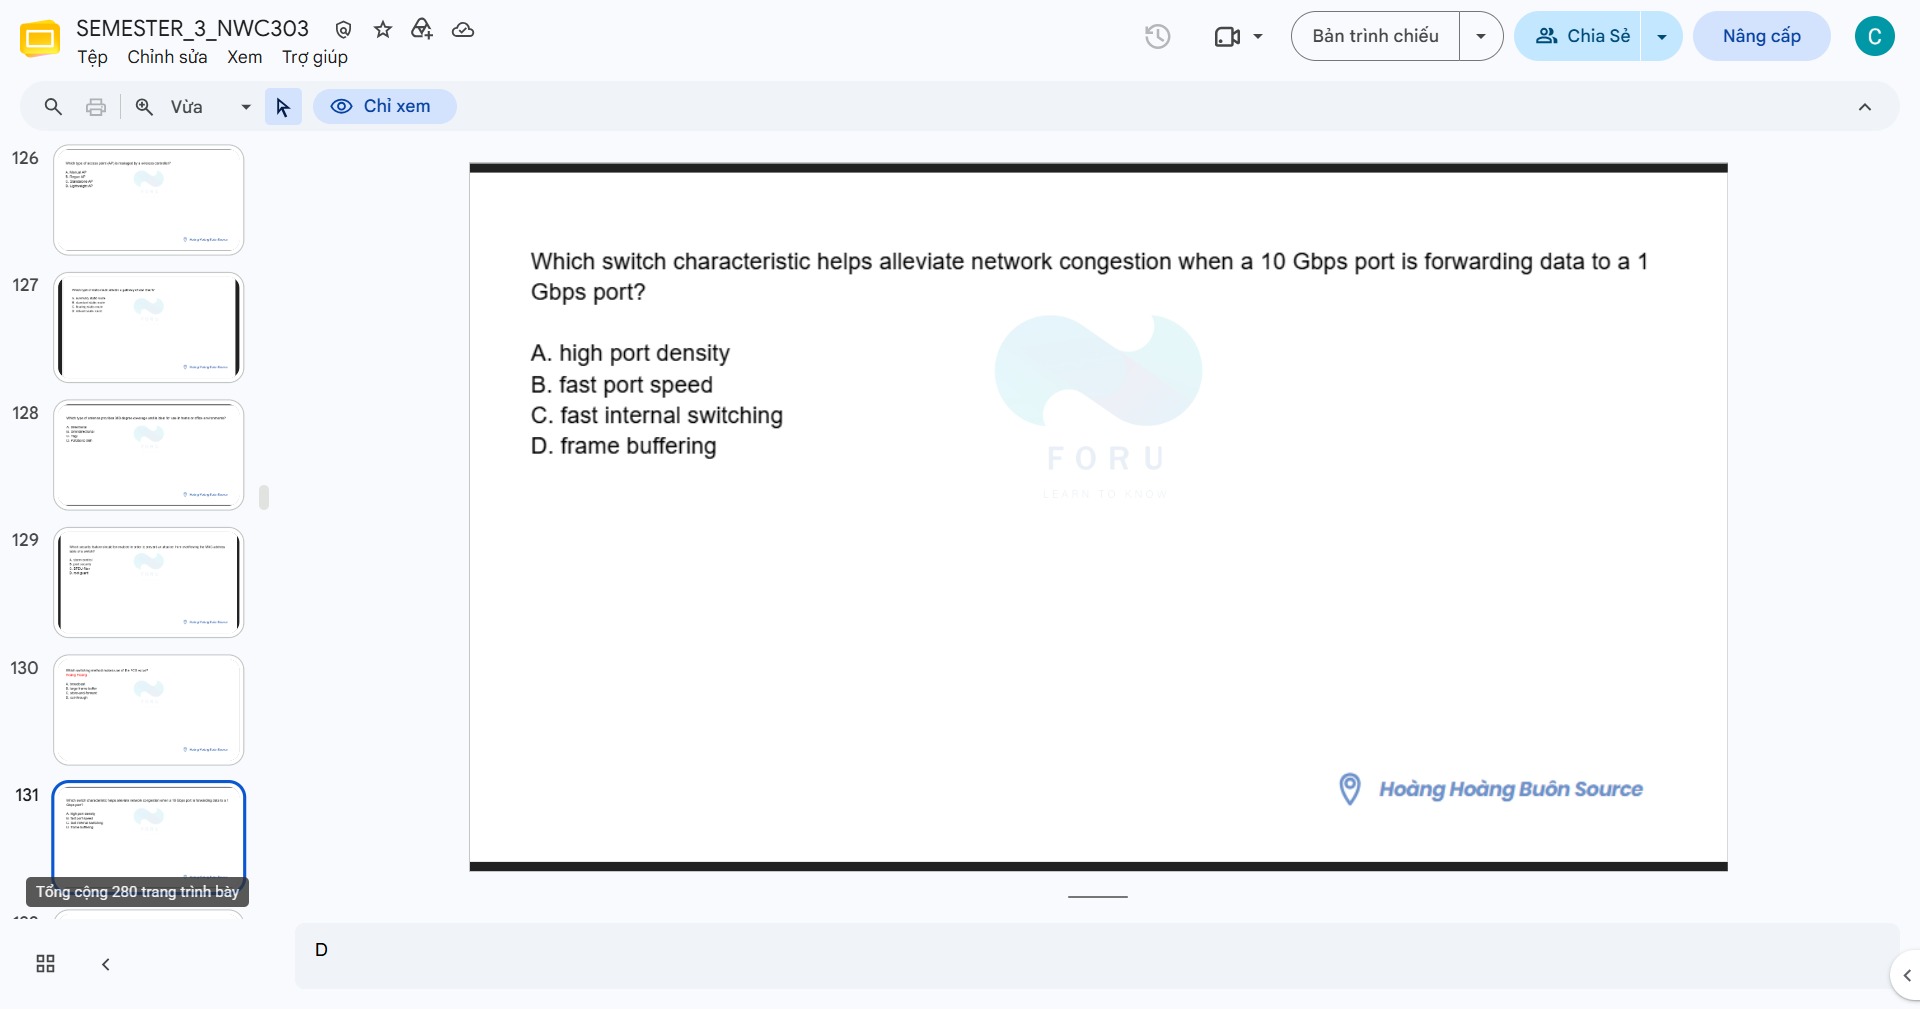 SEMESTER_3_NWC303
Tệp Chỉnh sửa Xem Trợ giúp
Bản trình chiếu
Chia Sẻ
Nâng cấp
C
Vừa
Chỉ xem
126
127
128
129
130
131
Tổng cộng 280 trang trình bày
Which switch characteristic helps alleviate network congestion when a 10 Gbps port is forwarding data to a 1
Gbps port?
A. high port density
B. fast port speed
C. fast internal switching
D. frame buffering
FORU
LEARN TO KNOW
Hoàng Hoàng Buôn Source
D